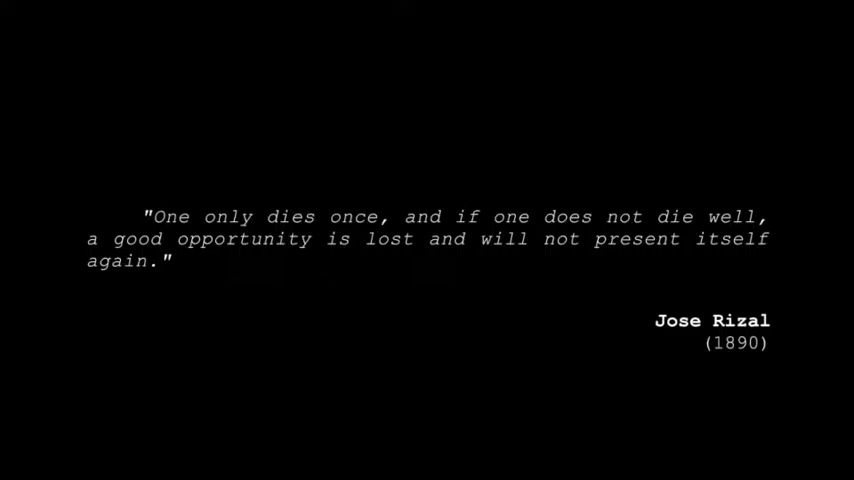 "One only dies once, and if one does not die well,
a good opportunity is lost and will not present itself
again."
Jose Rizal
(1890)